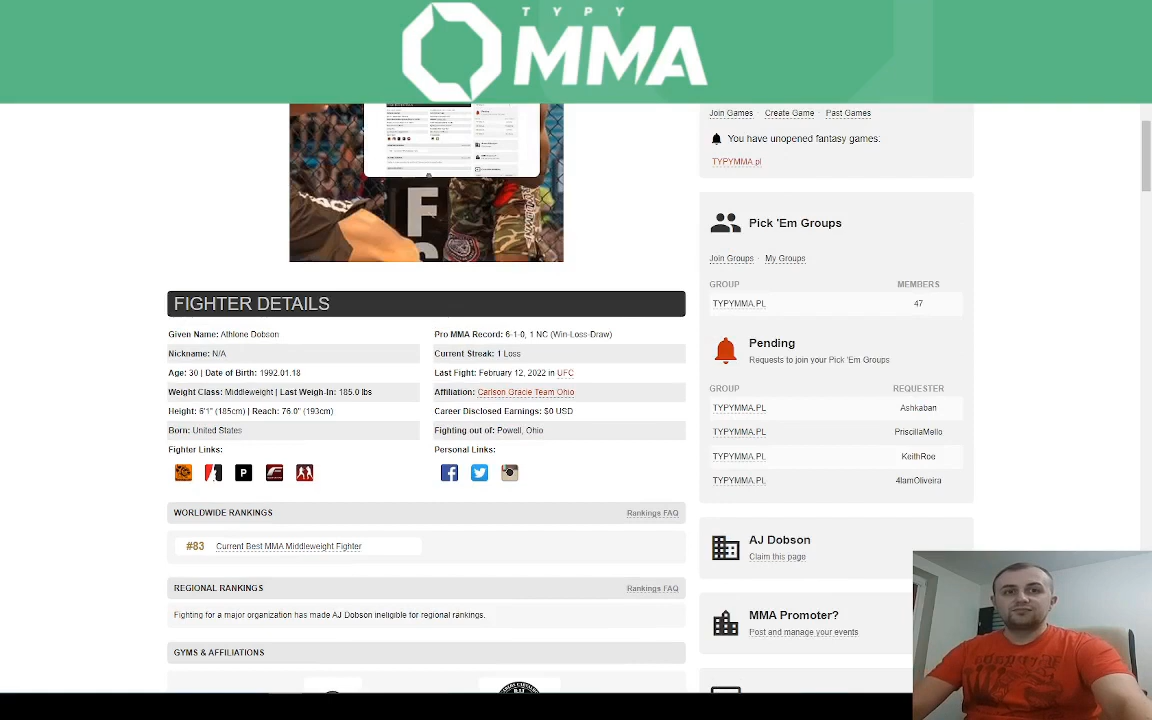 TYPY
MMA
F
C
Join Games · Create Game · Past Games
You have unopened fantasy games:
TYPYMMA.pl
Pick 'Em Groups
Join Groups · My Groups
GROUP MEMBERS
TYPYMMA.PL 47
Pending
Requests to join your Pick 'Em Groups
GROUP REQUESTER
TYPYMMA.PL Ashkaban
TYPYMMA.PL PriscillaMello
TYPYMMA.PL KeithRoe
TYPYMMA.PL 4IamOliveira
AJ Dobson
Claim this page
MMA Promoter?
Post and manage your events
FIGHTER DETAILS
Given Name: Athlone Dobson
Pro MMA Record: 6-1-0, 1 NC (Win-Loss-Draw)
Nickname: N/A
Current Streak: 1 Loss
Age: 30 | Date of Birth: 1992.01.18
Last Fight: February 12, 2022 in UFC
Weight Class: Middleweight | Last Weigh-In: 185.0 lbs
Affiliation: Carlson Gracie Team Ohio
Height: 6'1" (185cm) | Reach: 76.0" (193cm)
Career Disclosed Earnings: $0 USD
Born: United States
Fighting out of: Powell, Ohio
Fighter Links:
Personal Links:
P
WORLDWIDE RANKINGS Rankings FAQ
#83 Current Best MMA Middleweight Fighter
REGIONAL RANKINGS Rankings FAQ
Fighting for a major organization has made AJ Dobson ineligible for regional rankings.
GYMS & AFFILIATIONS